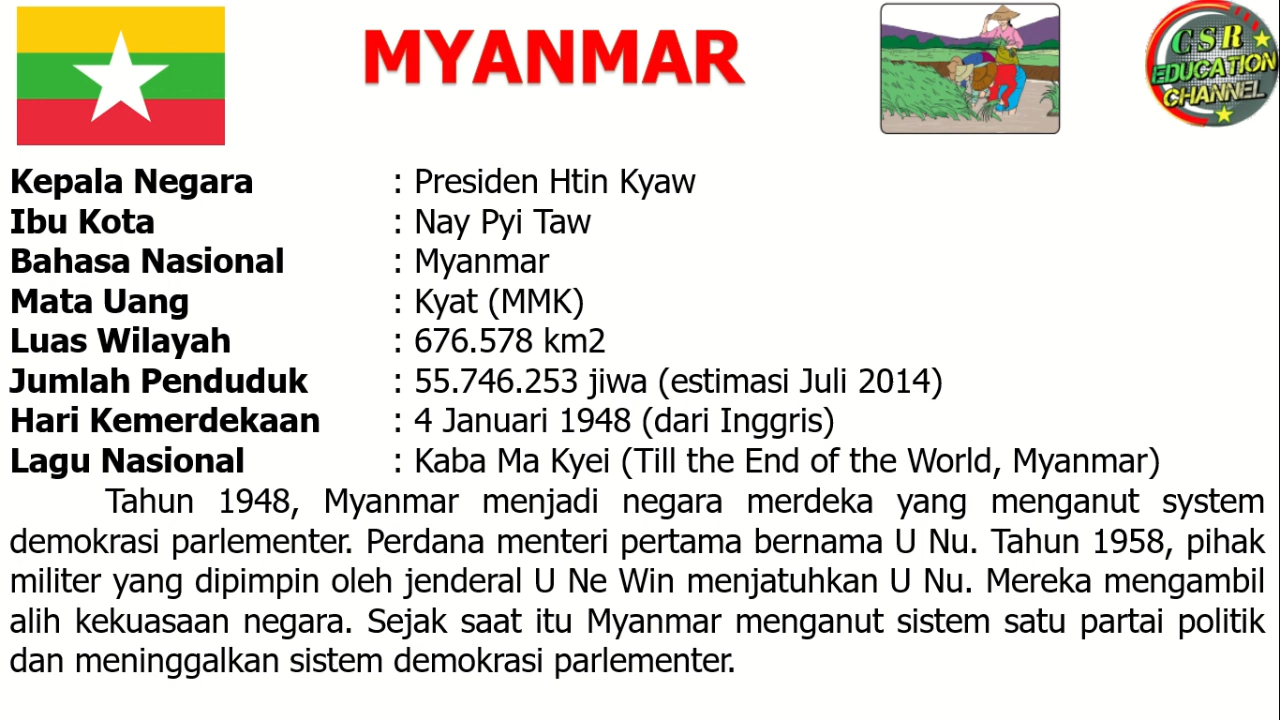 MYANMAR
CSR
EDUCATION
CHANNEL
Kepala Negara : Presiden Htin Kyaw
Ibu Kota : Nay Pyi Taw
Bahasa Nasional : Myanmar
Mata Uang : Kyat (MMK)
Luas Wilayah : 676.578 km2
Jumlah Penduduk : 55.746.253 jiwa (estimasi Juli 2014)
Hari Kemerdekaan : 4 Januari 1948 (dari Inggris)
Lagu Nasional : Kaba Ma Kyei (Till the End of the World, Myanmar)
Tahun 1948, Myanmar menjadi negara merdeka yang menganut system
demokrasi parlementer. Perdana menteri pertama bernama U Nu. Tahun 1958, pihak
militer yang dipimpin oleh jenderal U Ne Win menjatuhkan U Nu. Mereka mengambil
alih kekuasaan negara. Sejak saat itu Myanmar menganut sistem satu partai politik
dan meninggalkan sistem demokrasi parlementer.